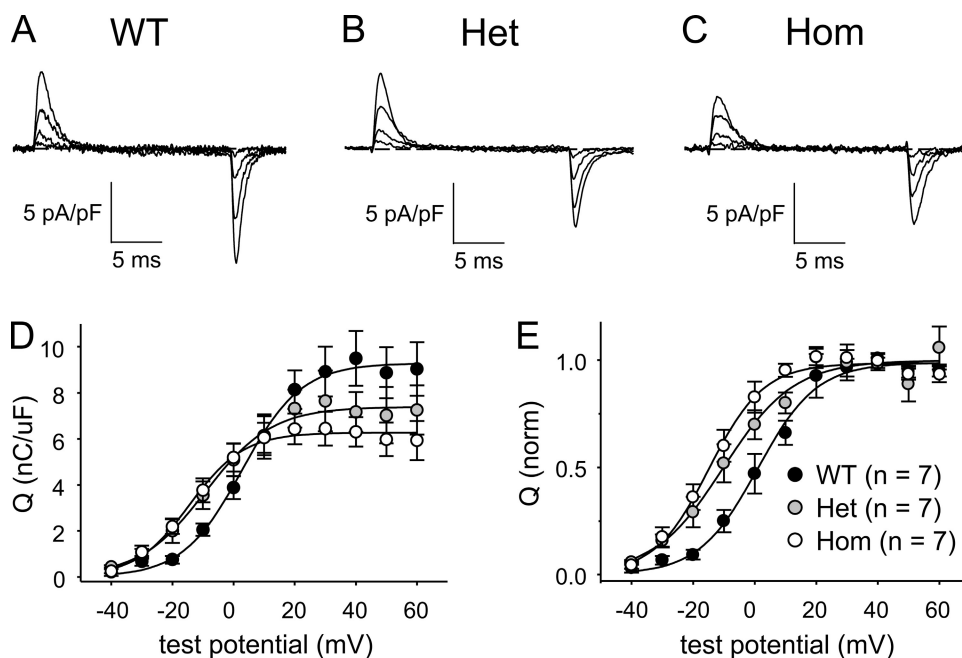 A WT
B Het
C Hom
5 pA/pF
5 ms
5 pA/pF
5 ms
5 pA/pF
5 ms
D
Q (nC/uF)
10
8
6
4
2
0
-40 -20 0 20 40 60
test potential (mV)
E
Q (norm)
1.0
0.5
0.0
WT (n = 7)
Het (n = 7)
Hom (n = 7)
-40 -20 0 20 40 60
test potential (mV)